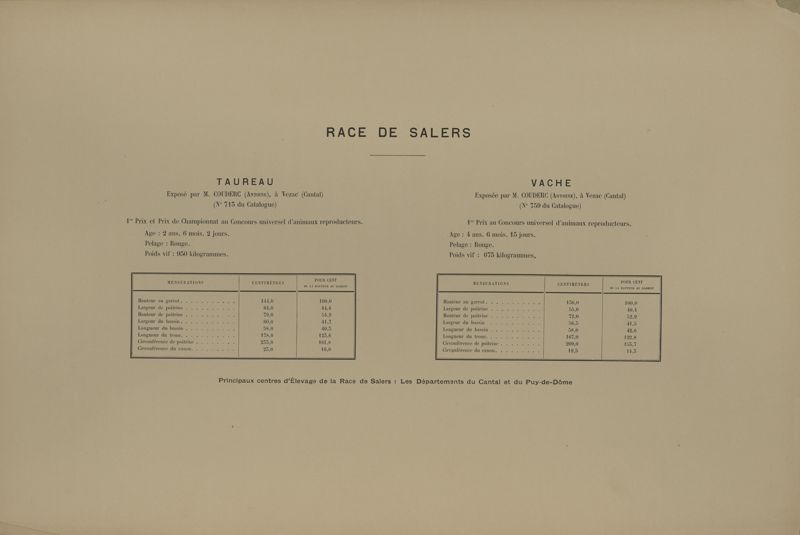 RACE DE SALERS
TAUREAU
Exposé par M. COUDERC (Antoine), à Vezac (Cantal)
(N° 715 du Catalogue)
1er Prix et Prix de Championnat au Concours universel d'animaux reproducteurs.
Age : 2 ans, 6 mois, 2 jours.
Pelage : Rouge.
Poids vif : 950 kilogrammes.
MENSURATIONS CENTIMÈTRES POUR CENT
DE LA HAUTEUR AU GARROT
Hauteur au garrot 144,0 100,0
Largeur de poitrine 64,0 44,4
Hauteur de poitrine 79,0 54,9
Largeur du bassin 60,0 41,7
Longueur du bassin 58,0 40,3
Longueur du tronc 178,0 123,6
Circonférence de poitrine 233,0 161,8
Circonférence du canon 23,0 16,0
VACHE
Exposée par M. COUDERC (Antoine), à Vezac (Cantal)
(N° 759 du Catalogue)
1er Prix au Concours universel d'animaux reproducteurs.
Age : 4 ans, 6 mois, 15 jours.
Pelage : Rouge.
Poids vif : 675 kilogrammes.
MENSURATIONS CENTIMÈTRES POUR CENT
DE LA HAUTEUR AU GARROT
Hauteur au garrot 136,0 100,0
Largeur de poitrine 55,0 40,4
Hauteur de poitrine 72,0 52,9
Largeur du bassin 56,5 41,5
Longueur du bassin 58,0 42,6
Longueur du tronc 167,0 122,8
Circonférence de poitrine
Circonférence du canon 19,5 14,3
Principaux centres d'Élevage de la Race de Salers : Les Départements du Cantal et du Puy-de-Dôme